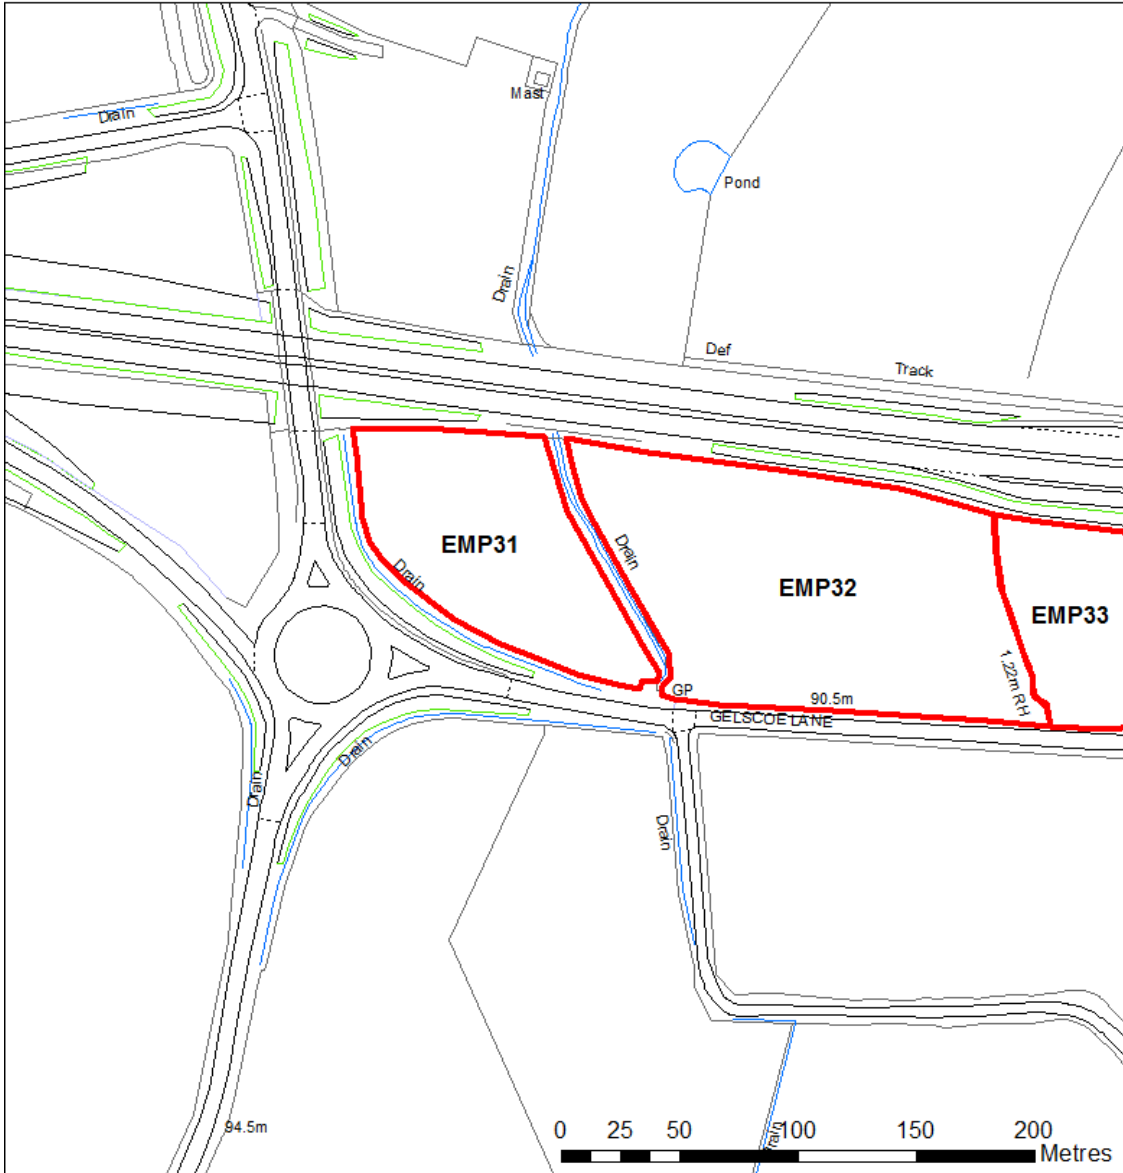 Mast
Drain
Pond
Drain
Def
Track
EMP31
Drain
EMP32
EMP33
Drain
1.22m RH
GP
90.5m
GELSCOE LANE
Drain
Drain
Drain
94.5m
0 25 50 100 150 200
Metres
rain